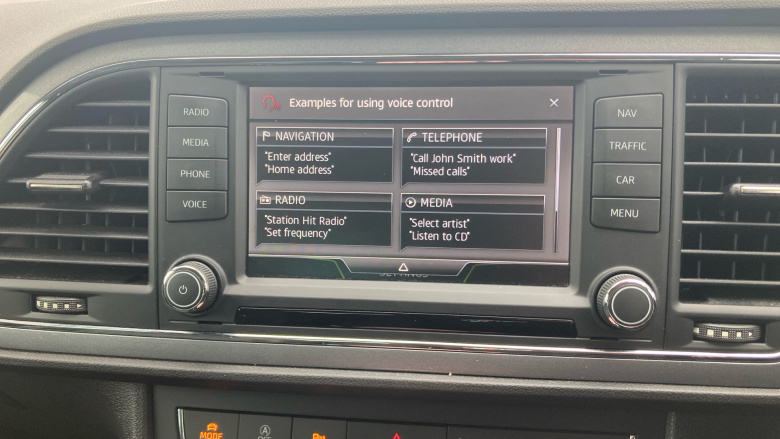 Examples for using voice control
RADIO
MEDIA
PHONE
VOICE
NAVIGATION
"Enter address"
"Home address"
TELEPHONE
"Call John Smith work"
"Missed calls"
RADIO
"Station Hit Radio"
"Set frequency"
MEDIA
"Select artist"
"Listen to CD"
NAV
TRAFFIC
CAR
MENU
MODE
A
OFF